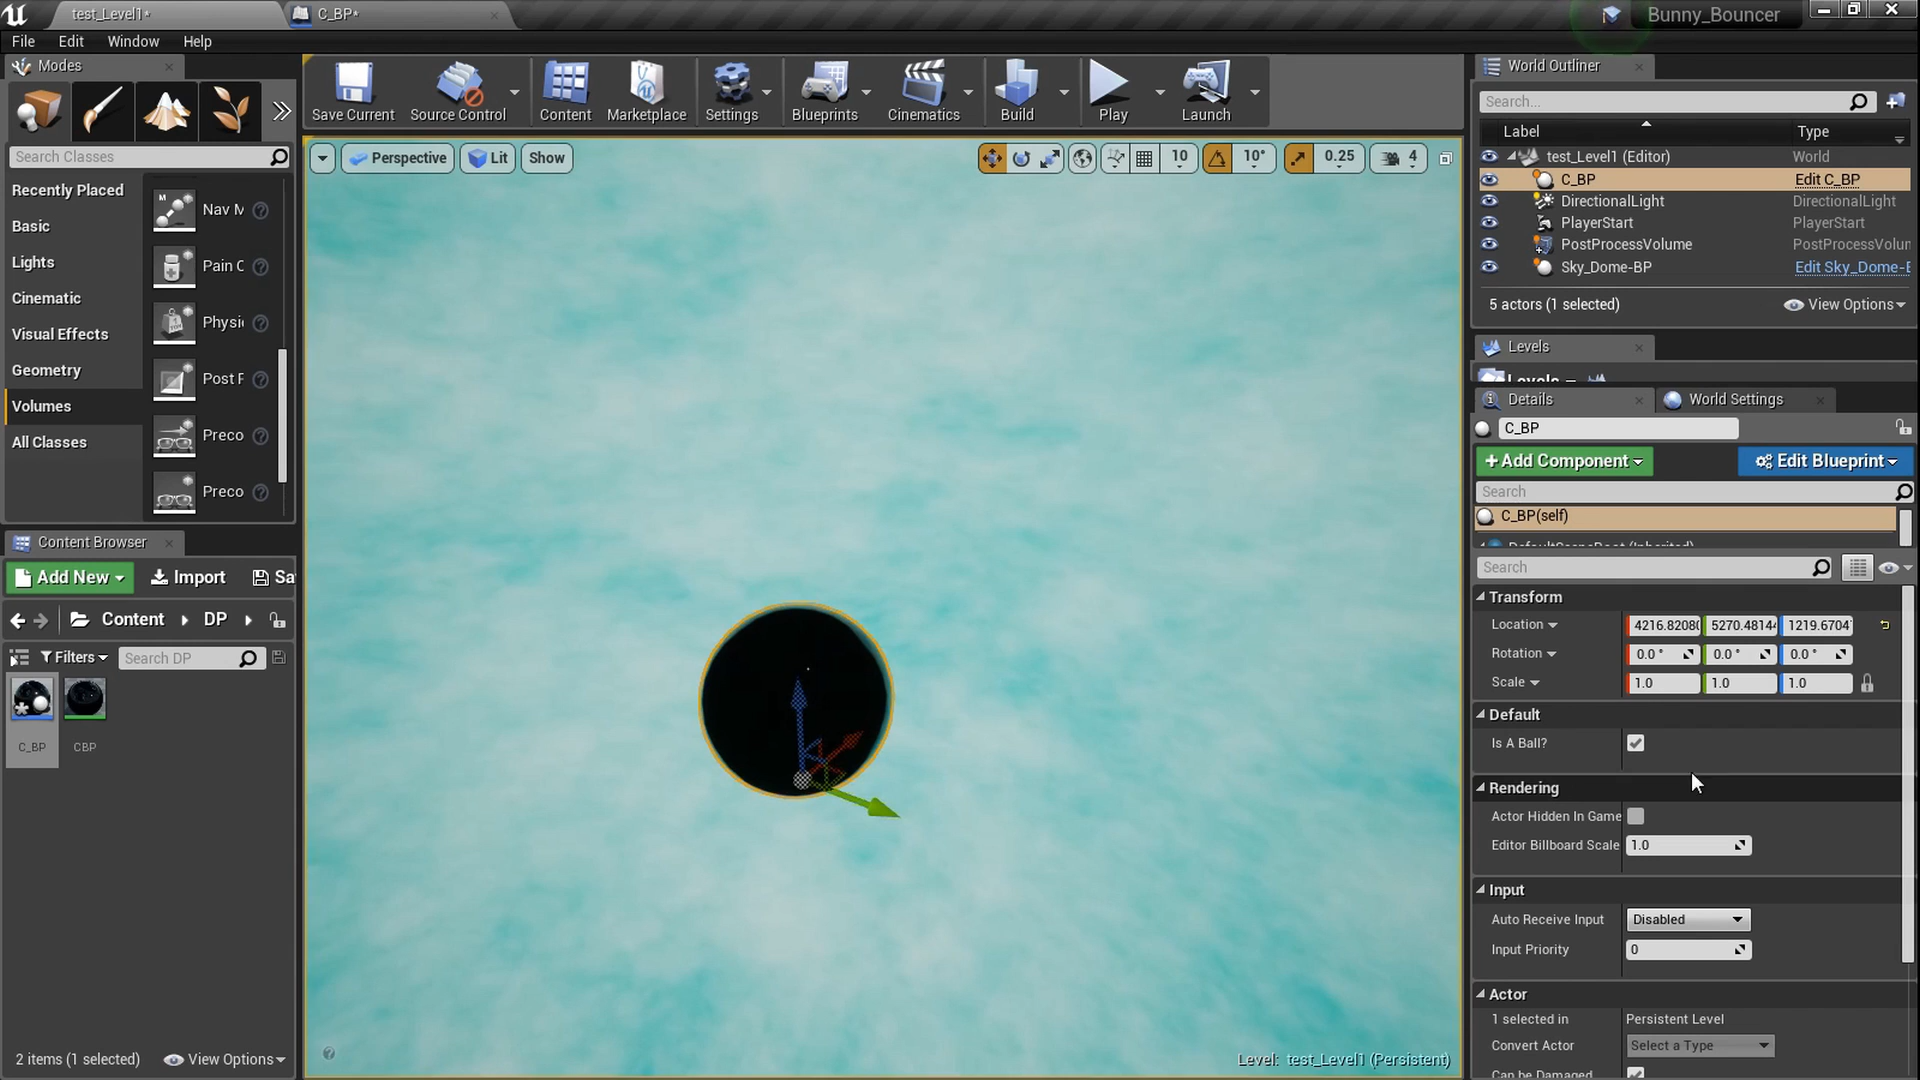 test_Level1*
C_BP*
Bunny_Bouncer
File
Edit
Window
Help
Modes
Search Classes
Recently Placed
Basic
Lights
Cinematic
Visual Effects
Geometry
Volumes
All Classes
Nav M
Pain C
Physi
Post F
Preco
Preco
Content Browser
Add New
Import
Sa
Content
DP
Filters
Search DP
C_BP
CBP
2 items (1 selected)
View Options
Save Current
Source Control
Content
Marketplace
Settings
Blueprints
Cinematics
Build
Play
Launch
Perspective
Lit
Show
10
10°
0.25
4
Level: test_Level1 (Persistent)
World Outliner
Search...
Label
Type
test_Level1 (Editor)
World
C_BP
Edit C_BP
DirectionalLight
DirectionalLight
PlayerStart
PlayerStart
PostProcessVolume
PostProcessVolur
Sky_Dome-BP
Edit Sky_Dome-E
5 actors (1 selected)
View Options
Levels
Levels
Details
World Settings
C_BP
+Add Component
Edit Blueprint
Search
C_BP(self)
DefaultSceneRoot (Inherited)
Search
Transform
Location
4216.8208(
5270.4814
1219.6704
Rotation
0.0 °
0.0 °
0.0 °
Scale
1.0
1.0
1.0
Default
Is A Ball?
Rendering
Actor Hidden In Game
Editor Billboard Scale
1.0
Input
Auto Receive Input
Disabled
Input Priority
0
Actor
1 selected in
Persistent Level
Convert Actor
Select a Type
Can be Damaged